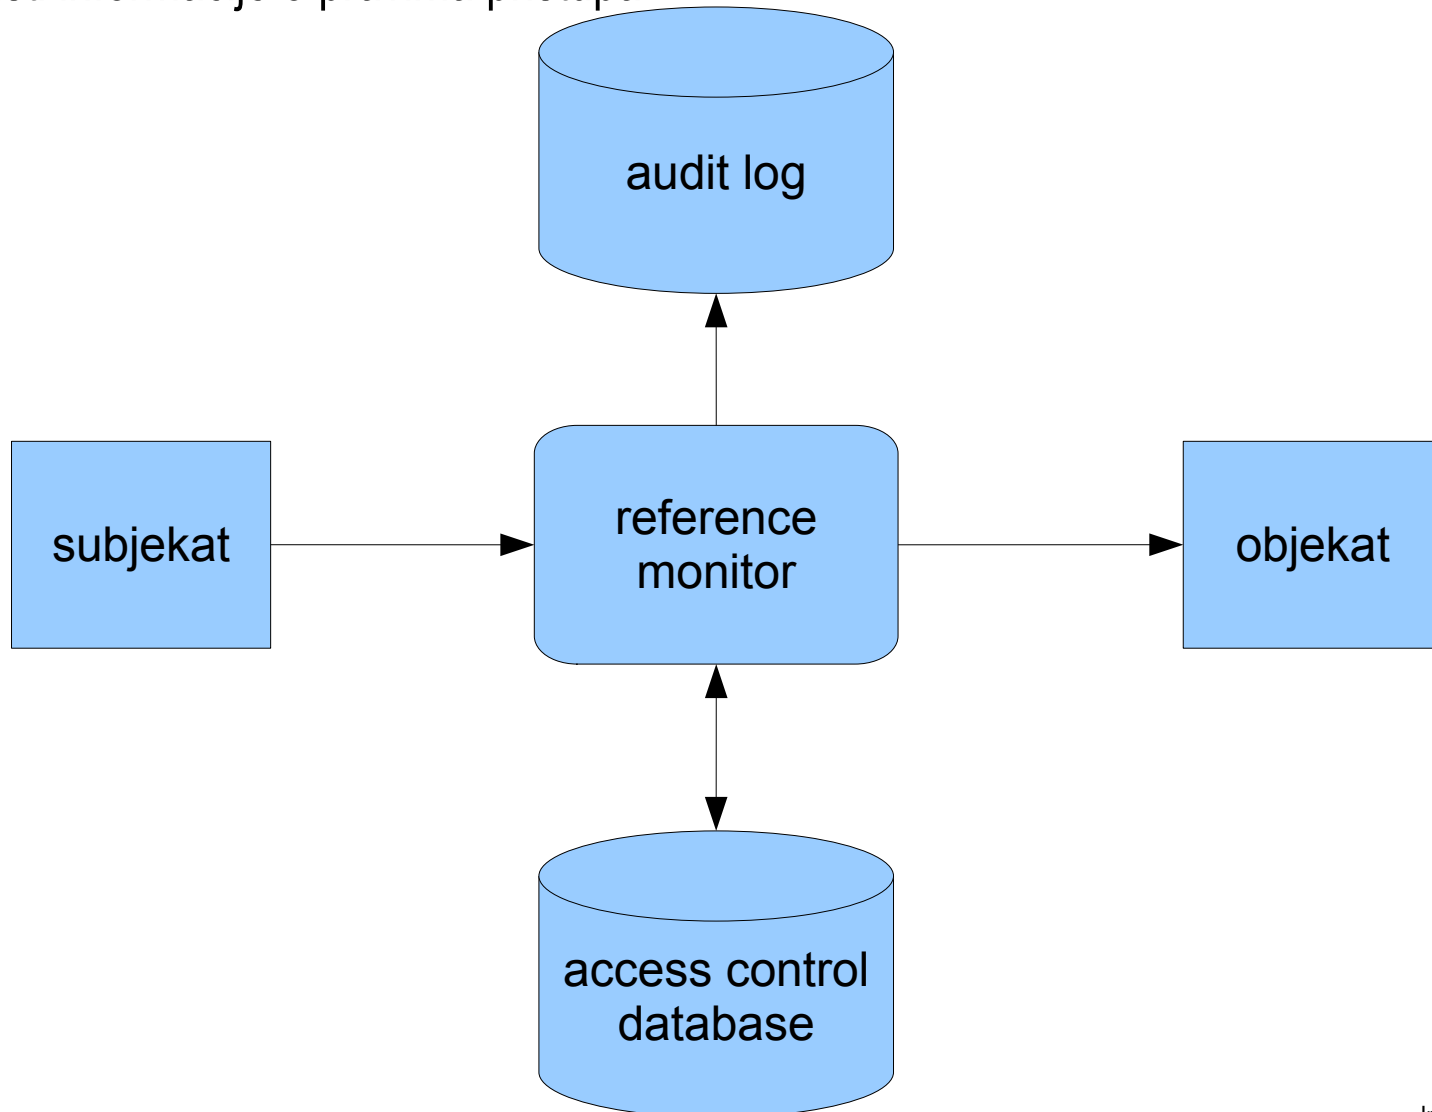 audit log
subjekat
reference
monitor
objekat
access control
database